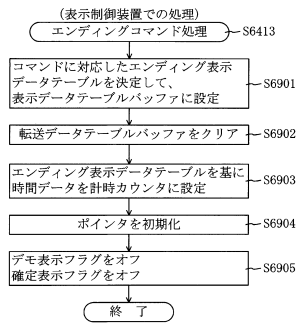 (表示制御装置での処理)
エンディングコマンド処理
S6413
コマンドに対応したエンディング表示
データテーブルを決定して、
表示データテーブルバッファに設定
S6901
転送データテーブルバッファをクリア
S6902
エンディング表示データテーブルを基に
時間データを計時カウンタに設定
S6903
ポインタを初期化
S6904
デモ表示フラグをオフ
確定表示フラグをオフ
S6905
終 了